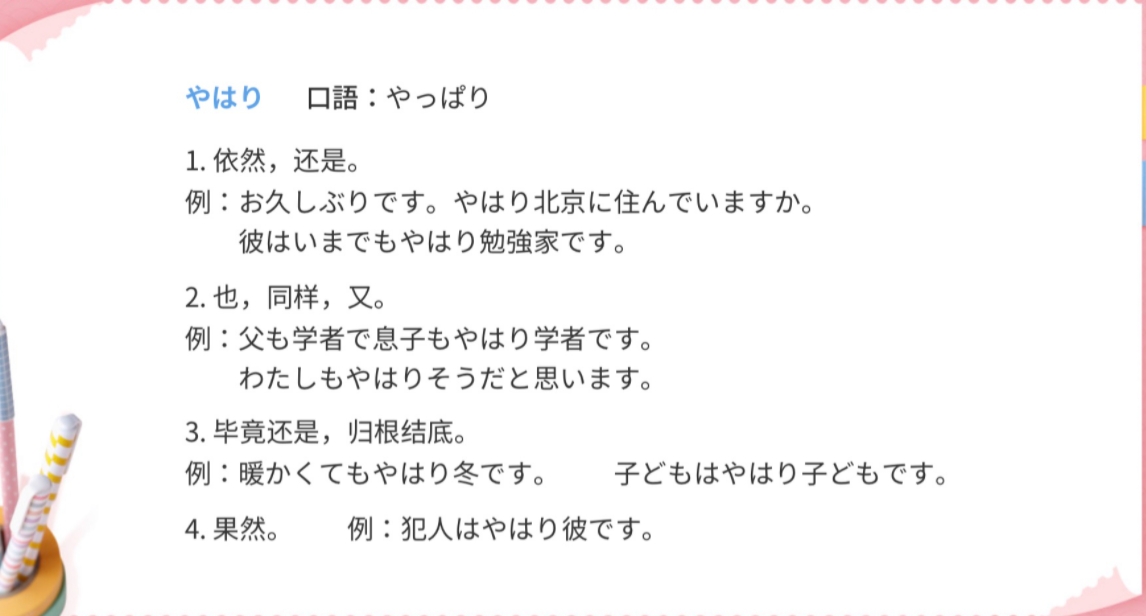 やはり 口語：やっぱり
1. 依然，还是。
例：お久しぶりです。やはり北京に住んでいますか。
彼はいまでもやはり勉強家です。
2. 也，同样，又。
例：父も学者で息子もやはり学者です。
わたしもやはりそうだと思います。
3. 毕竟还是，归根结底。
例：暖かくてもやはり冬です。 子どもはやはり子どもです。
4. 果然。 例：犯人はやはり彼です。